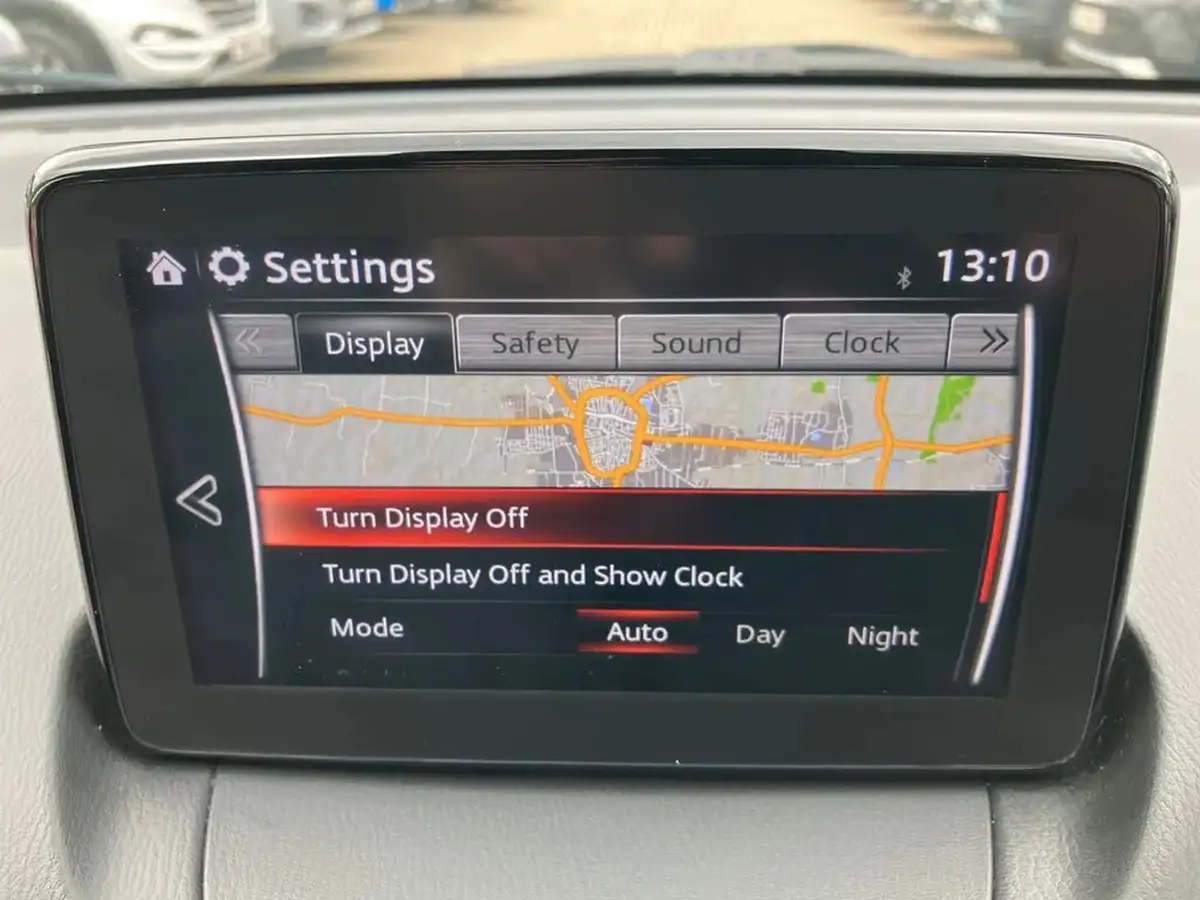 Settings
13:10
Display Safety Sound Clock
Turn Display Off
Turn Display Off and Show Clock
Mode Auto Day Night